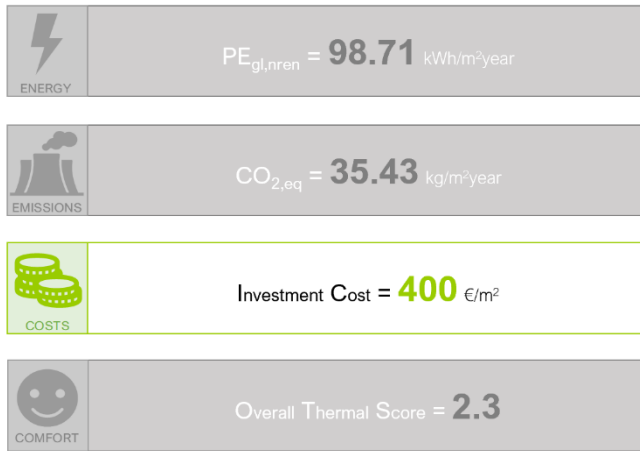 ENERGY
PEgl,nren = 98.71 kWh/m²year
EMISSIONS
CO2,eq = 35.43 kg/m²year
COSTS
Investment Cost = 400 €/m²
COMFORT
Overall Thermal Score = 2.3